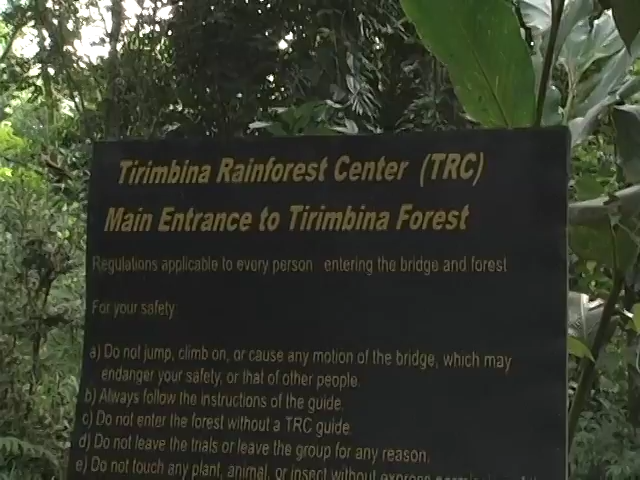 Tirimbina Rainforest Center (TRC)
Main Entrance to Tirimbina Forest
Regulations applicable to every person entering the bridge and forest
For your safety:
a) Do not jump, climb on, or cause any motion of the bridge, which may
endanger your safety, or that of other people.
b) Always follow the instructions of the guide.
c) Do not enter the forest without a TRC guide.
d) Do not leave the trials or leave the group for any reason.
e) Do not touch any plant, animal, or insect without express